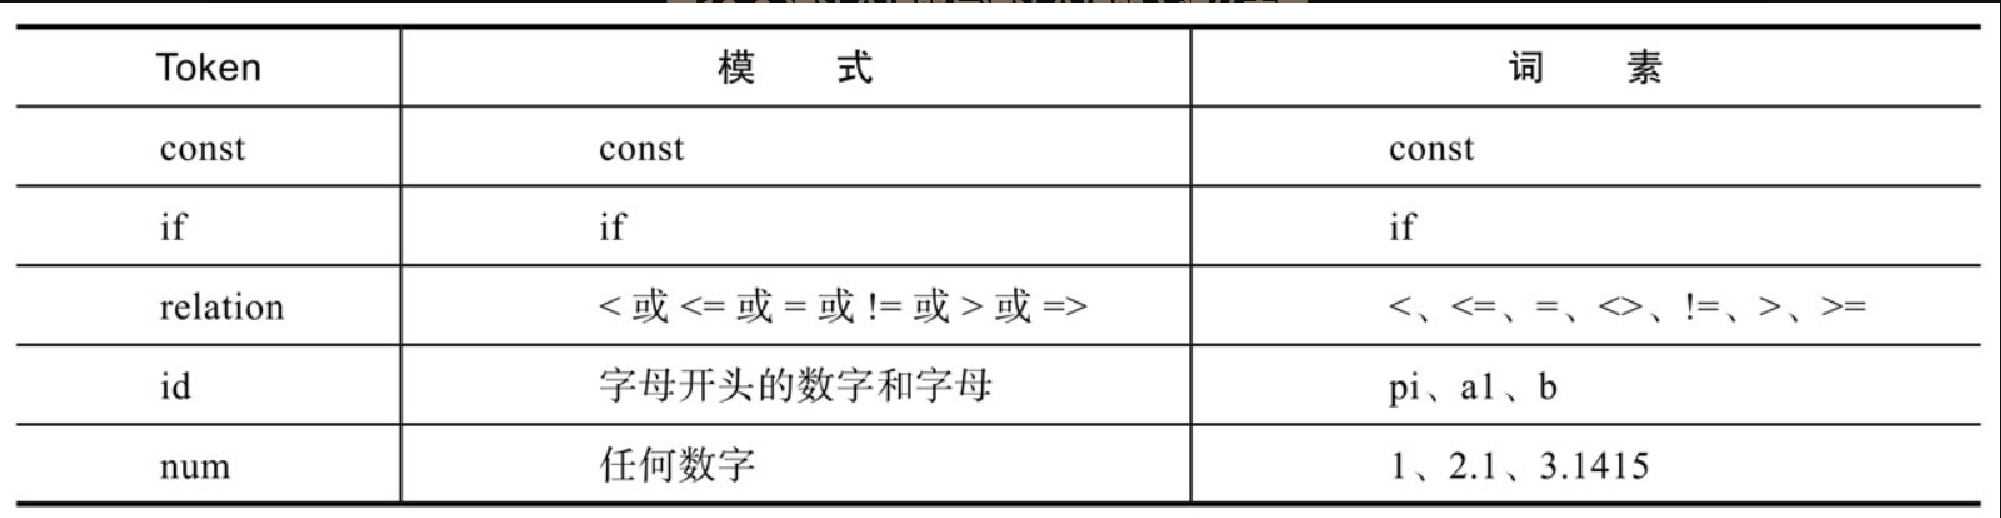 Token 模 式 词 素
const const const
if if if
relation < 或 <= 或 = 或 != 或 > 或 => <、<=、=、<>、!=、>、>=
id 字母开头的数字和字母 pi、a1、b
num 任何数字 1、2.1、3.1415